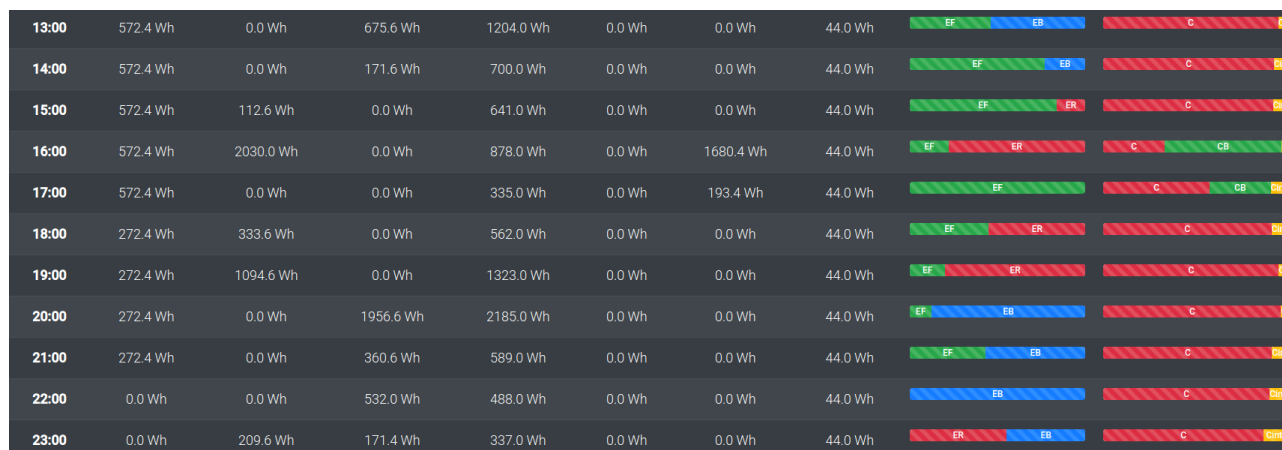 13:00 572.4 Wh 0.0 Wh 675.6 Wh 1204.0 Wh 0.0 Wh 0.0 Wh 44.0 Wh EF EB C
14:00 572.4 Wh 0.0 Wh 171.6 Wh 700.0 Wh 0.0 Wh 0.0 Wh 44.0 Wh EF EB C
15:00 572.4 Wh 112.6 Wh 0.0 Wh 641.0 Wh 0.0 Wh 0.0 Wh 44.0 Wh EF ER C
16:00 572.4 Wh 2030.0 Wh 0.0 Wh 878.0 Wh 0.0 Wh 1680.4 Wh 44.0 Wh EF ER C CB
17:00 572.4 Wh 0.0 Wh 0.0 Wh 335.0 Wh 0.0 Wh 193.4 Wh 44.0 Wh EF C CB
18:00 272.4 Wh 333.6 Wh 0.0 Wh 562.0 Wh 0.0 Wh 0.0 Wh 44.0 Wh EF ER C
19:00 272.4 Wh 1094.6 Wh 0.0 Wh 1323.0 Wh 0.0 Wh 0.0 Wh 44.0 Wh EF ER C
20:00 272.4 Wh 0.0 Wh 1956.6 Wh 2185.0 Wh 0.0 Wh 0.0 Wh 44.0 Wh EF EB C
21:00 272.4 Wh 0.0 Wh 360.6 Wh 589.0 Wh 0.0 Wh 0.0 Wh 44.0 Wh EF EB C
22:00 0.0 Wh 0.0 Wh 532.0 Wh 488.0 Wh 0.0 Wh 0.0 Wh 44.0 Wh EB C
23:00 0.0 Wh 209.6 Wh 171.4 Wh 337.0 Wh 0.0 Wh 0.0 Wh 44.0 Wh ER EB C